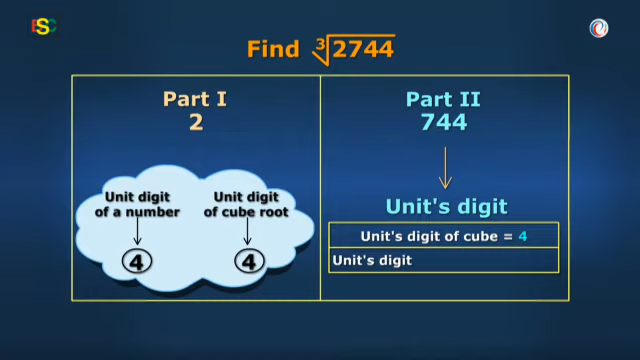 ESC
Find ∛2744
Part I
2
Part II
744
Unit digit
of a number
Unit digit
of cube root
4
4
Unit's digit
Unit's digit of cube = 4
Unit's digit